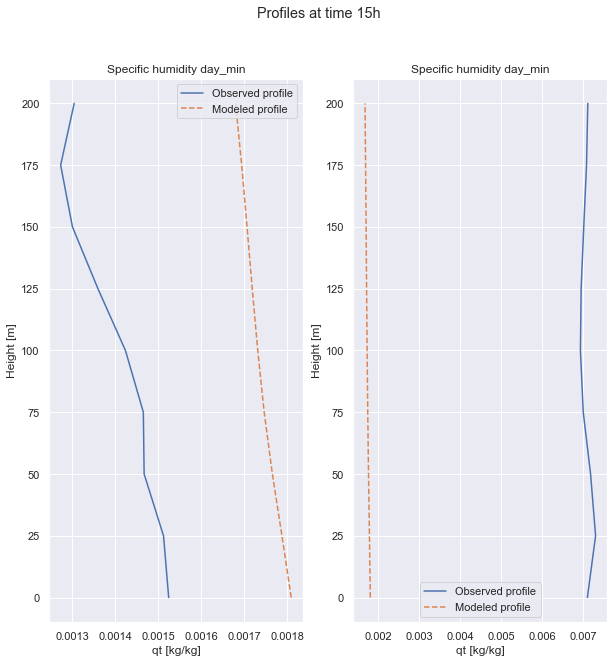 Profiles at time 15h
Specific humidity day_min
Observed profile
Modeled profile
200
175
150
125
100
75
50
25
0
Height [m]
0.0013 0.0014 0.0015 0.0016 0.0017 0.0018
qt [kg/kg]
Specific humidity day_min
200
175
150
125
100
75
50
25
0
Height [m]
Observed profile
Modeled profile
0.002 0.003 0.004 0.005 0.006 0.007
qt [kg/kg]